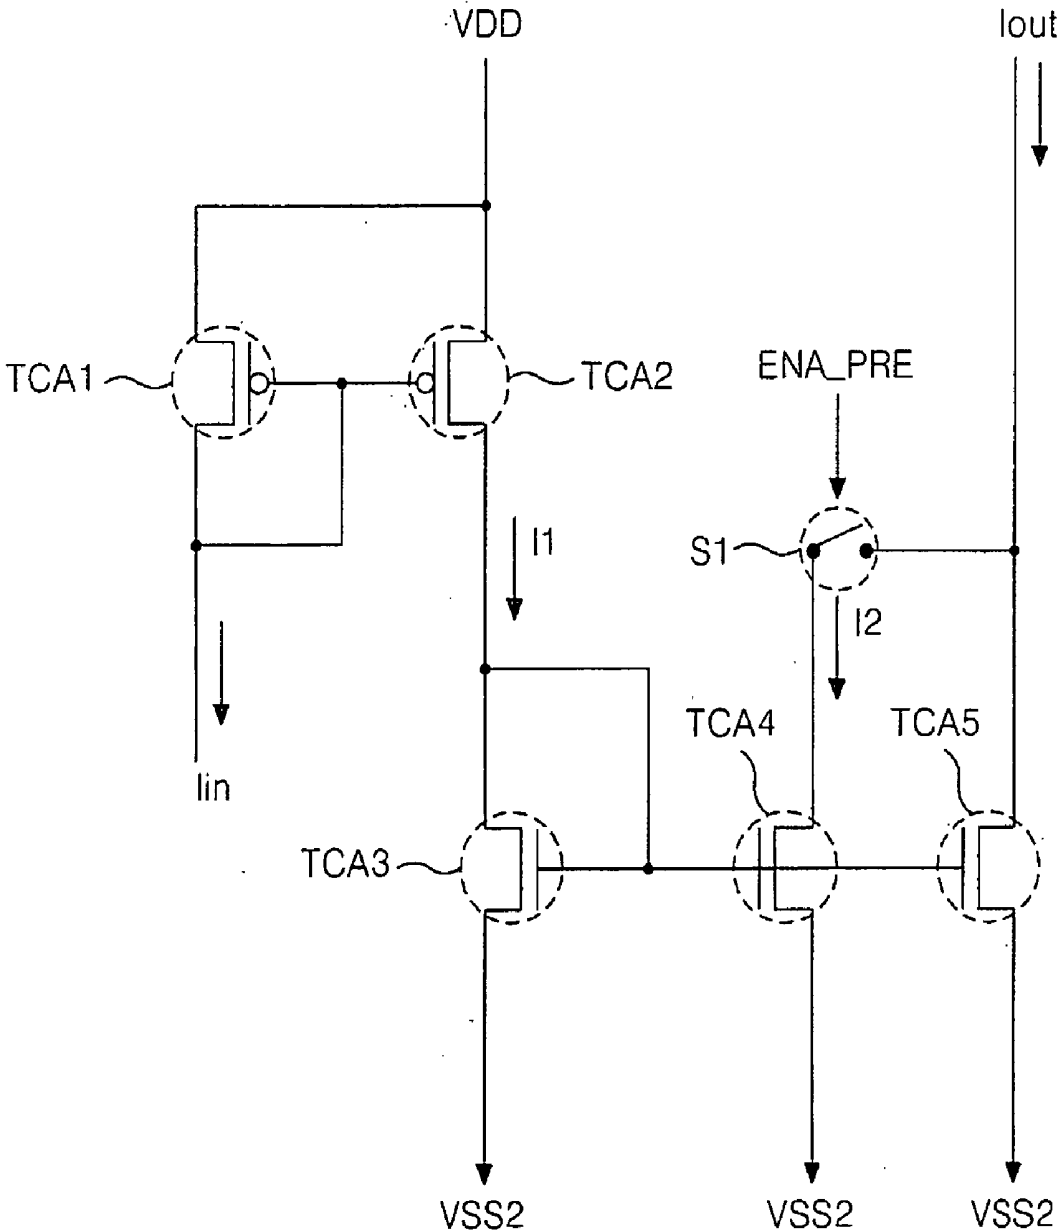 VDD
Iout
TCA1
TCA2
ENA_PRE
I1
S1
I2
Iin
TCA4
TCA5
TCA3
VSS2
VSS2
VSS2